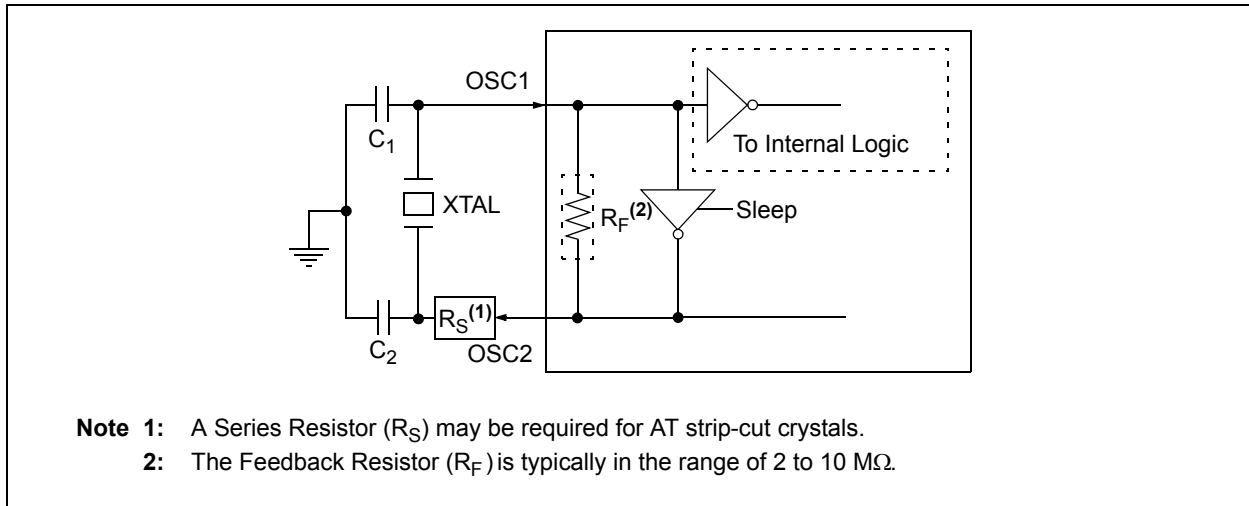 OSC1
C1
To Internal Logic
XTAL
RF(2)
Sleep
RS(1)
C2
OSC2
Note 1: A Series Resistor (RS) may be required for AT strip-cut crystals.
2: The Feedback Resistor (RF) is typically in the range of 2 to 10 MΩ.